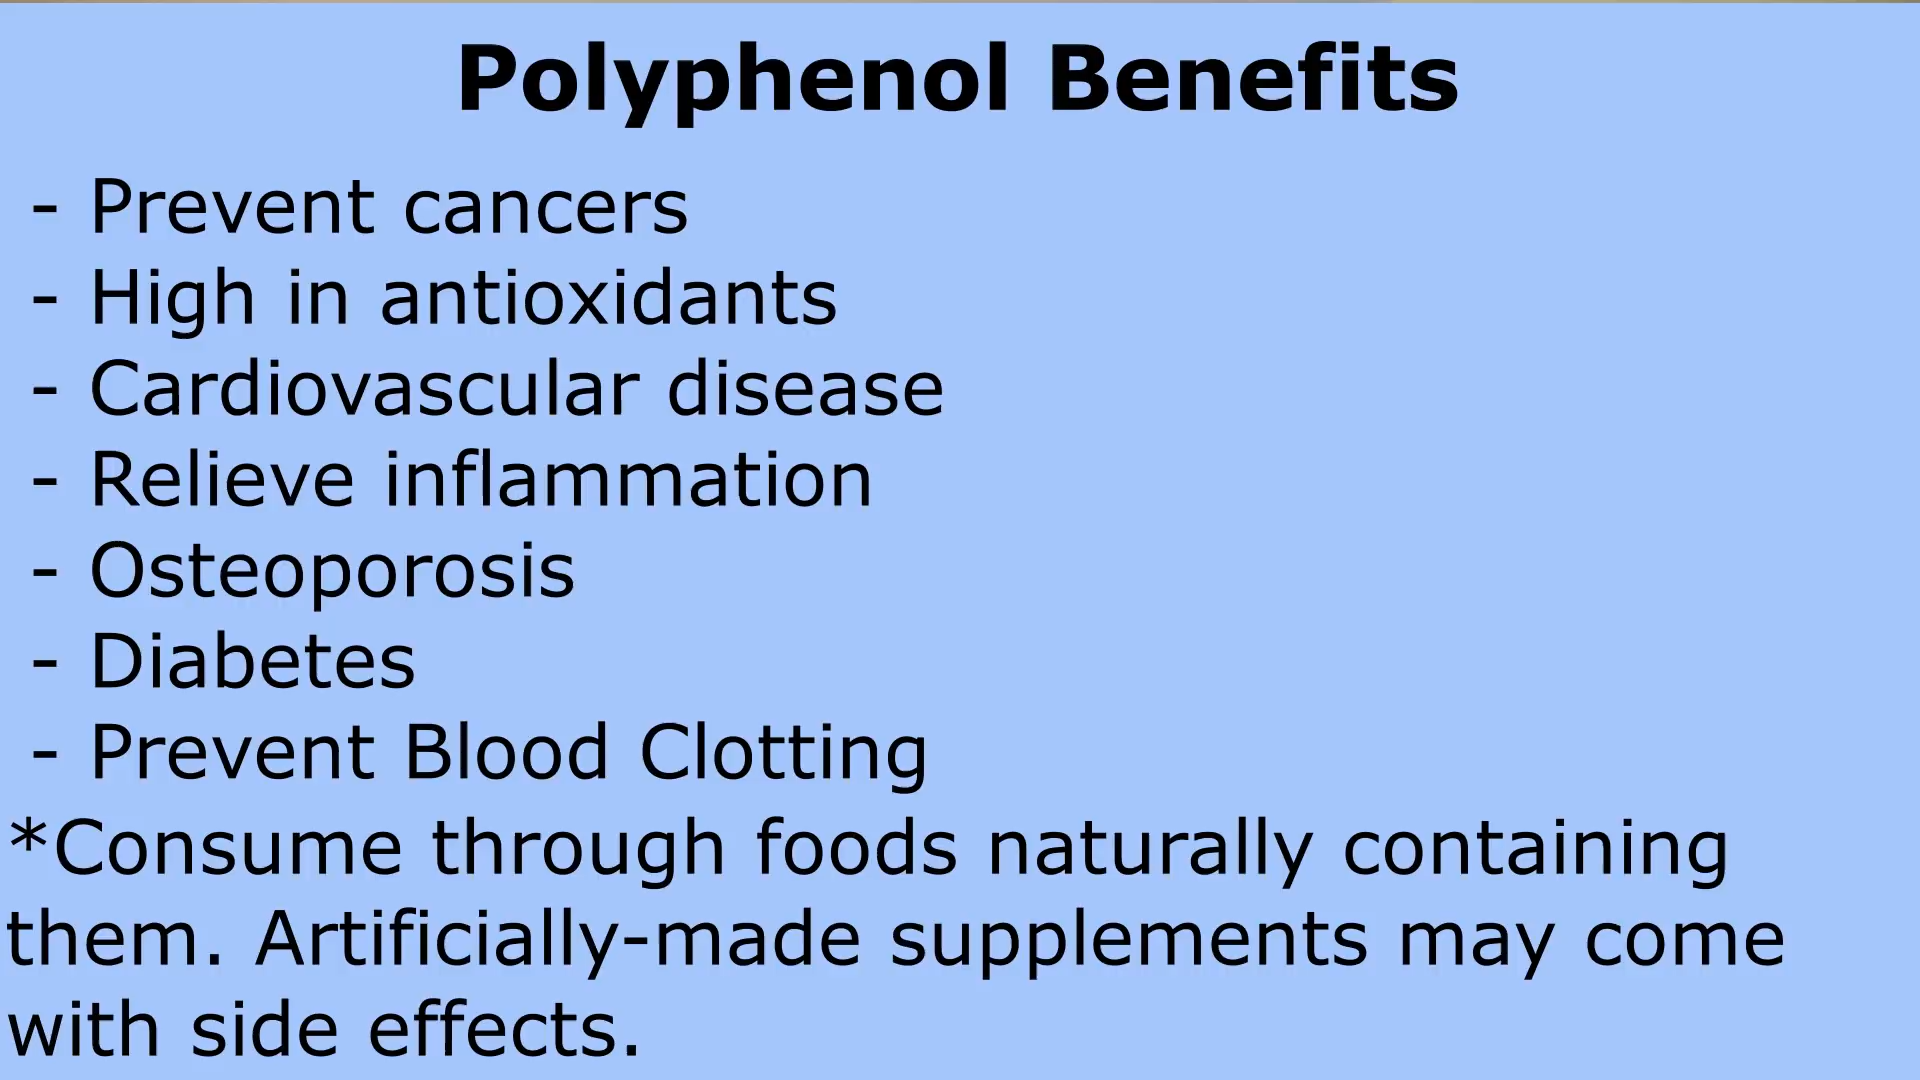 Polyphenol Benefits
- Prevent cancers
- High in antioxidants
- Cardiovascular disease
- Relieve inflammation
- Osteoporosis
- Diabetes
- Prevent Blood Clotting
*Consume through foods naturally containing
them. Artificially-made supplements may come
with side effects.